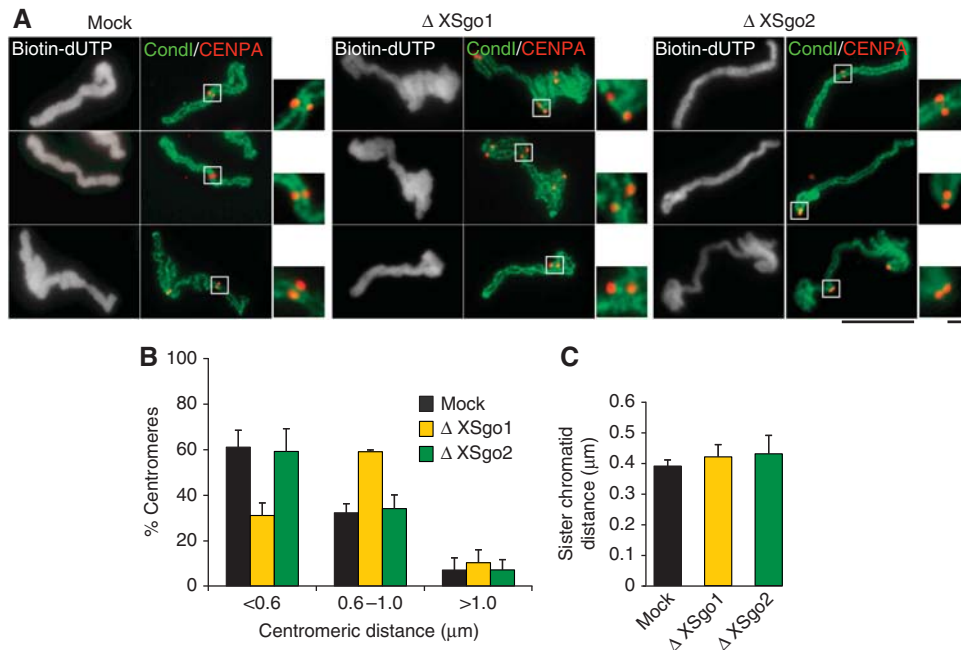 A
Mock
Δ XSgo1
Δ XSgo2
Biotin-dUTP
CondI/CENPA
Biotin-dUTP
CondI/CENPA
Biotin-dUTP
CondI/CENPA
B
% Centromeres
100
80
60
40
20
0
Mock
Δ XSgo1
Δ XSgo2
<0.6
0.6–1.0
>1.0
Centromeric distance (μm)
C
Sister chromatid
distance (μm)
0.6
0.5
0.4
0.3
0.2
0.1
0
Mock
Δ XSgo1
Δ XSgo2